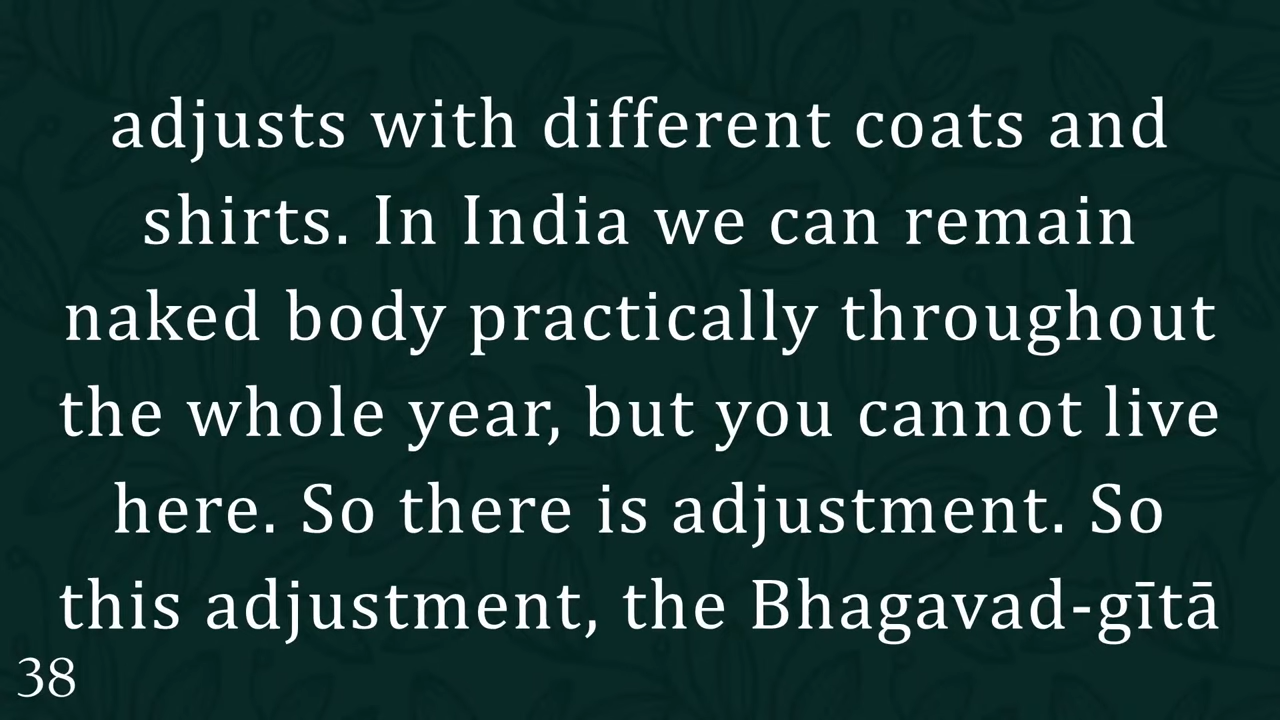 adjusts with different coats and
shirts. In India we can remain
naked body practically throughout
the whole year, but you cannot live
here. So there is adjustment. So
this adjustment, the Bhagavad-gītā
38